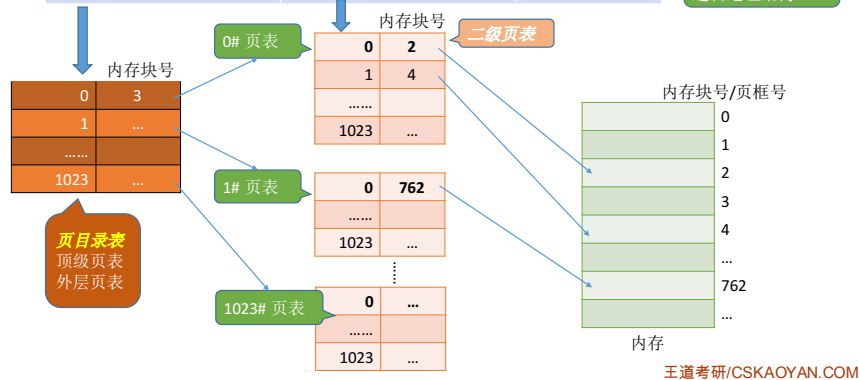 内存块号
0# 页表
二级页表
0 2
1 4
......
1023 ...
内存块号
0 3
1 ...
......
1023 ...
页目录表
顶级页表
外层页表
1# 页表
0 762
......
1023 ...
......
1023# 页表
0 ...
......
1023 ...
内存块号/页框号
0
1
2
3
4
...
762
...
内存
王道考研/CSKAOYAN.COM